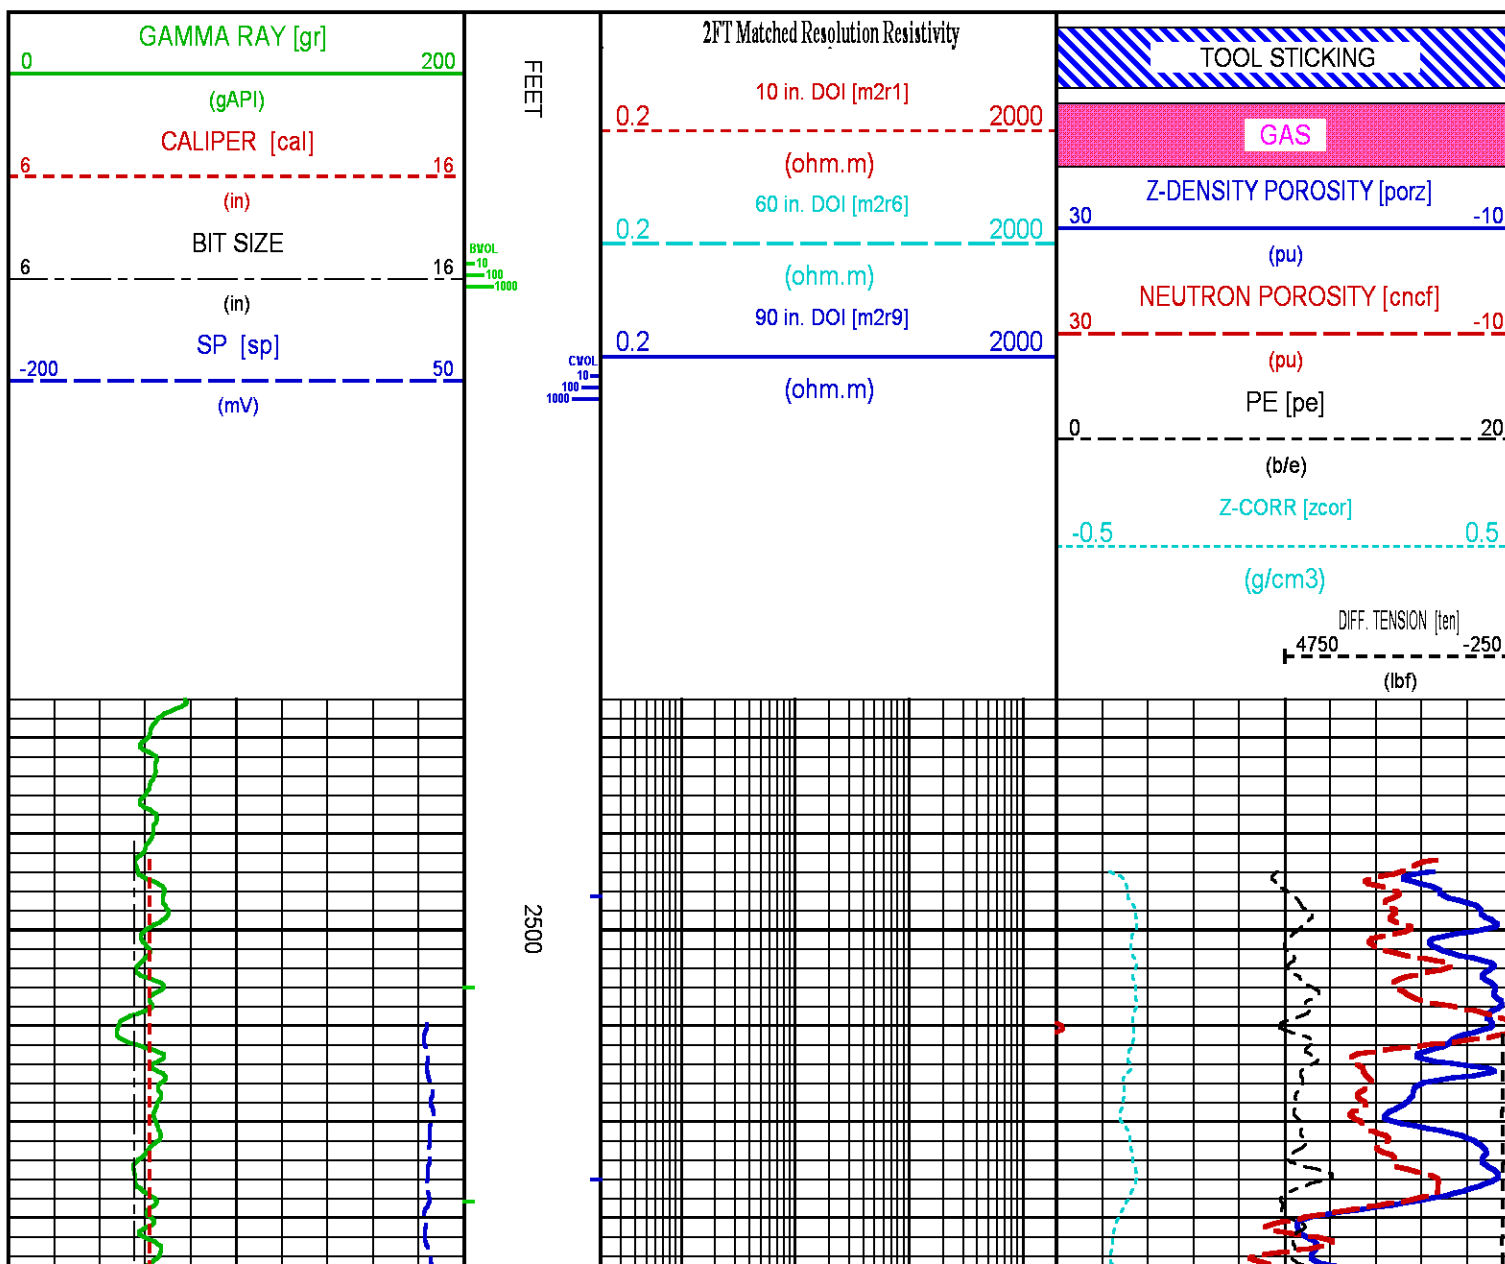 GAMMA RAY [gr]
0 200
(gAPI)
CALIPER [cal]
6 16
(in)
BIT SIZE
6 16
(in)
SP [sp]
-200 50
(mV)
FEET
BVOL
10
100
1000
CVOL
10
100
1000
2500
2FT Matched Resolution Resistivity
10 in. DOI [m2r1]
0.2 2000
(ohm.m)
60 in. DOI [m2r6]
0.2 2000
(ohm.m)
90 in. DOI [m2r9]
0.2 2000
(ohm.m)
TOOL STICKING
GAS
Z-DENSITY POROSITY [porz]
30 -10
(pu)
NEUTRON POROSITY [cncf]
30 -10
(pu)
PE [pe]
0 20
(b/e)
Z-CORR [zcor]
-0.5 0.5
(g/cm3)
DIFF. TENSION [ten]
4750 -250
(lbf)